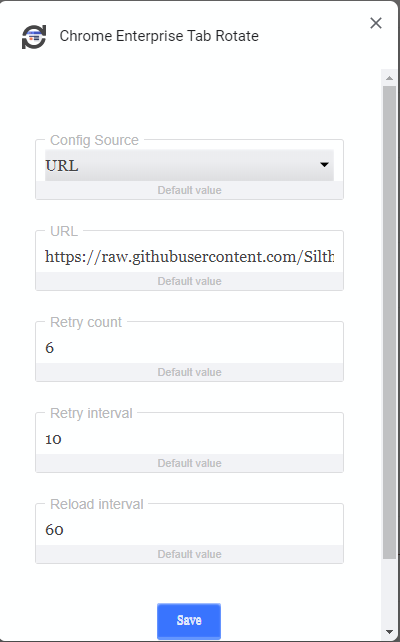 Chrome Enterprise Tab Rotate
Config Source
URL
Default value
URL
https://raw.githubusercontent.com/Silth
Default value
Retry count
6
Default value
Retry interval
10
Default value
Reload interval
60
Default value
Save